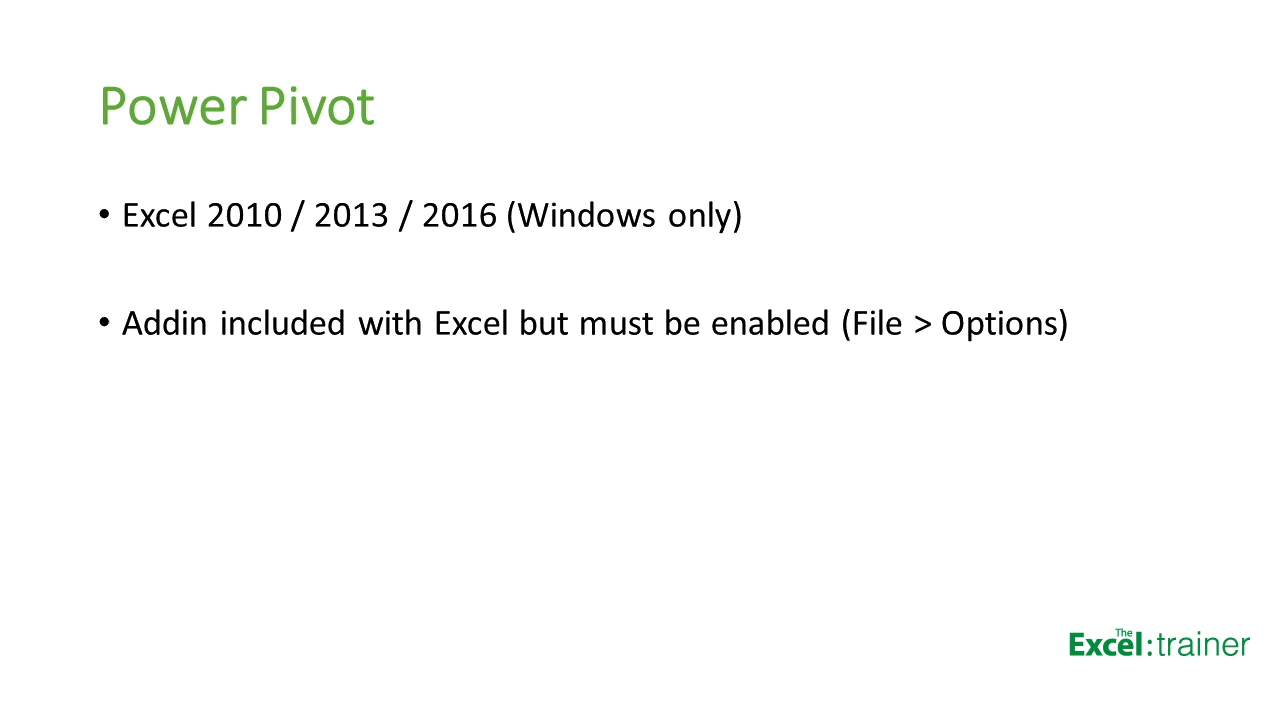 Power Pivot
• Excel 2010 / 2013 / 2016 (Windows only)
• Addin included with Excel but must be enabled (File > Options)
The
Excel:trainer